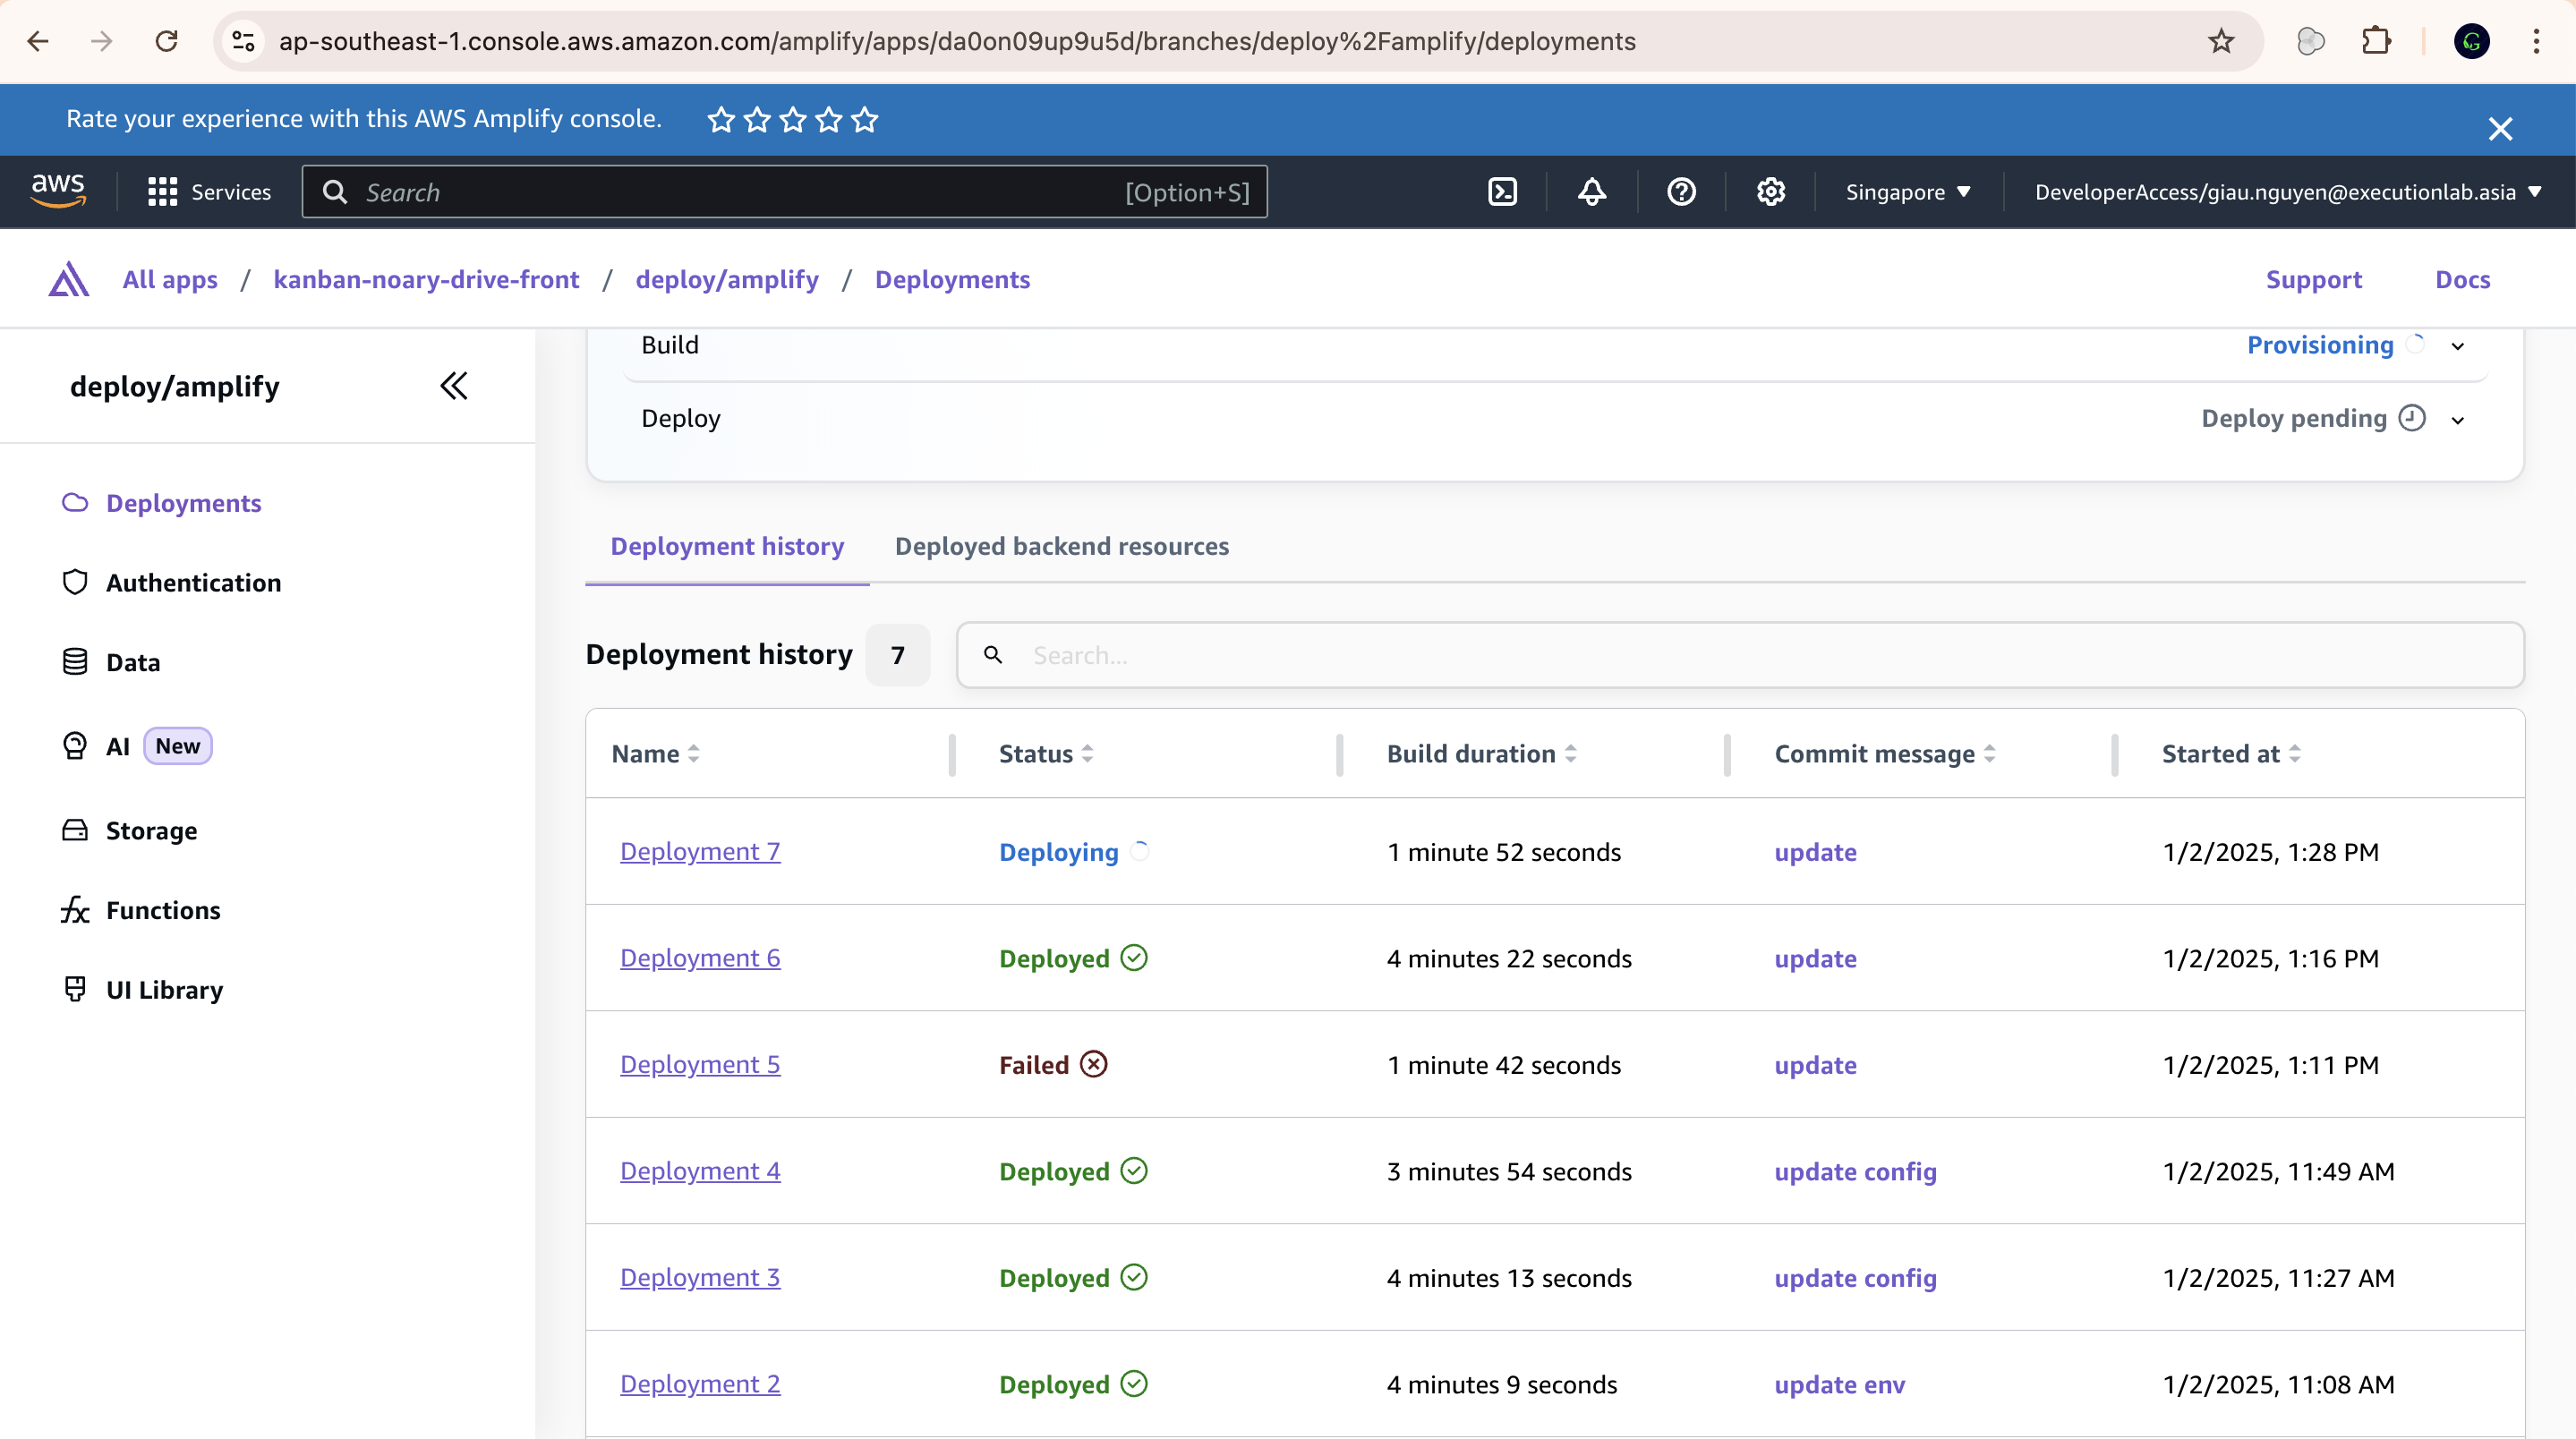 ap-southeast-1.console.aws.amazon.com/amplify/apps/da0on09up9u5d/branches/deploy%2Famplify/deployments
G
Rate your experience with this AWS Amplify console.
aws
Services
Search
[Option+S]
Singapore
DeveloperAccess/giau.nguyen@executionlab.asia
All apps / kanban-noary-drive-front / deploy/amplify / Deployments
Support
Docs
deploy/amplify
Deployments
Authentication
Data
AI New
Storage
Functions
UI Library
Build Provisioning
Deploy Deploy pending
Deployment history Deployed backend resources
Deployment history 7 Search...
Name Status Build duration Commit message Started at
Deployment 7 Deploying 1 minute 52 seconds update 1/2/2025, 1:28 PM
Deployment 6 Deployed 4 minutes 22 seconds update 1/2/2025, 1:16 PM
Deployment 5 Failed 1 minute 42 seconds update 1/2/2025, 1:11 PM
Deployment 4 Deployed 3 minutes 54 seconds update config 1/2/2025, 11:49 AM
Deployment 3 Deployed 4 minutes 13 seconds update config 1/2/2025, 11:27 AM
Deployment 2 Deployed 4 minutes 9 seconds update env 1/2/2025, 11:08 AM